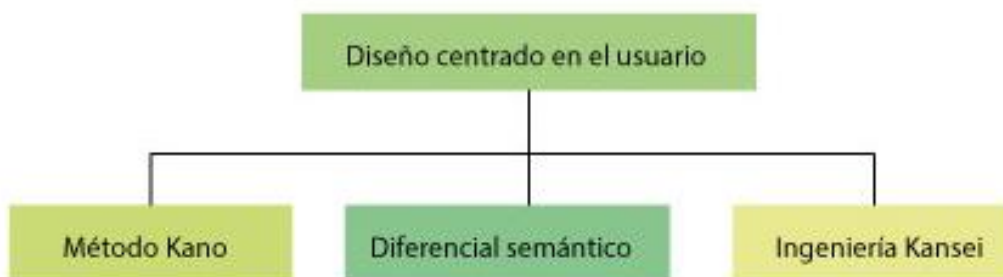 Diseño centrado en el usuario
Método Kano
Diferencial semántico
Ingeniería Kansei